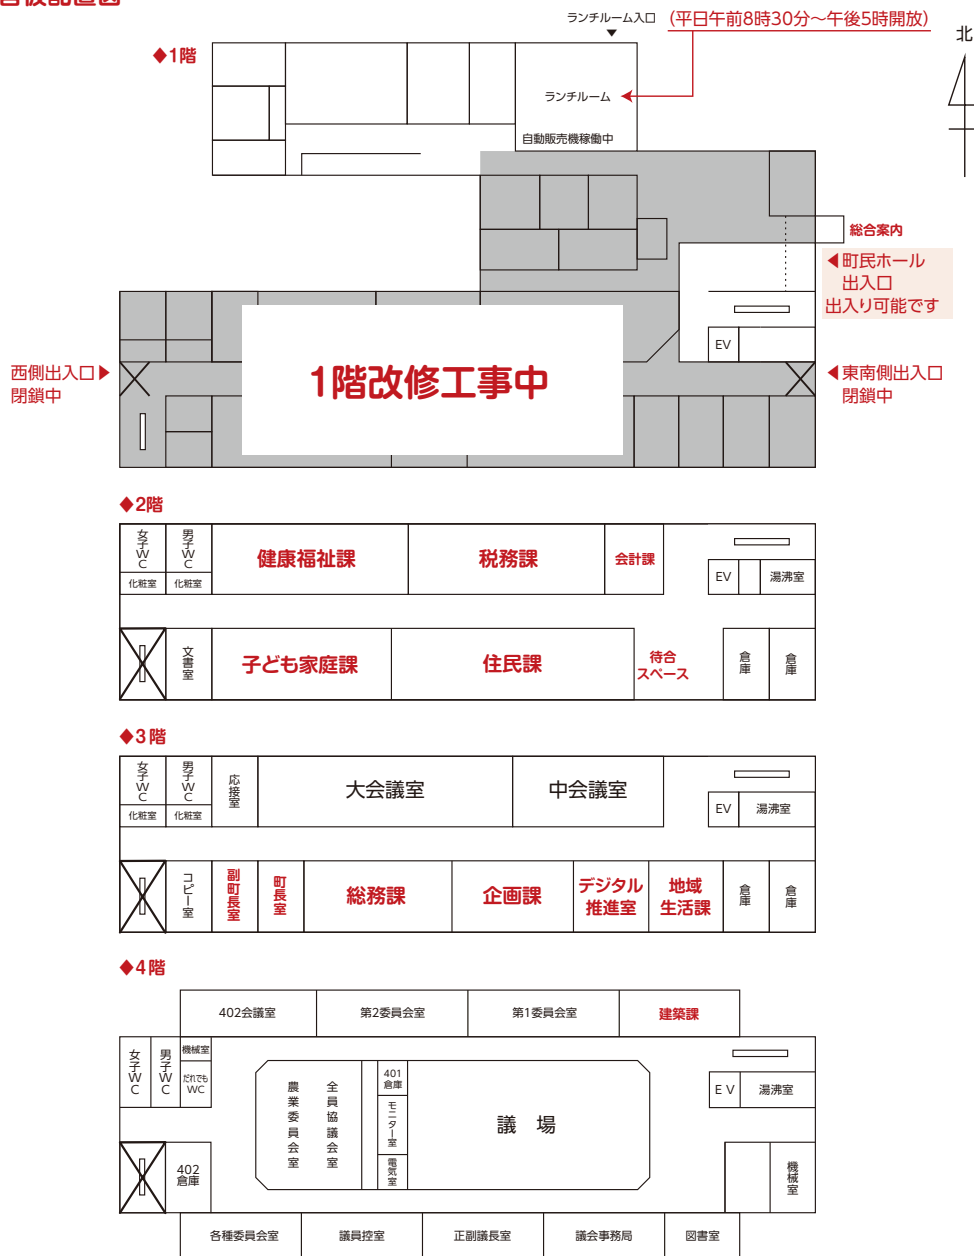 ランチルーム入口
(平日午前8時30分～午後5時開放)
北
◆1階
ランチルーム
自動販売機稼働中
総合案内
◀町民ホール
出入口
出入り可能です
EV
西側出入口▶
閉鎖中
1階改修工事中
◀東南側出入口
閉鎖中
◆2階
女子WC
男子WC
化粧室
化粧室
健康福祉課
税務課
会計課
EV
湯沸室
文書室
子ども家庭課
住民課
待合
スペース
倉庫
倉庫
◆3階
女子WC
男子WC
化粧室
化粧室
応接室
大会議室
中会議室
EV
湯沸室
コピー室
副町長室
町長室
総務課
企画課
デジタル
推進室
地域
生活課
倉庫
倉庫
◆4階
402会議室
第2委員会室
第1委員会室
建築課
女子WC
男子WC
機械室
だれでも
WC
農業委員会室
全員協議会室
401
倉庫
モニター室
電気室
議場
EV
湯沸室
402
倉庫
機械室
各種委員会室
議員控室
正副議長室
議会事務局
図書室